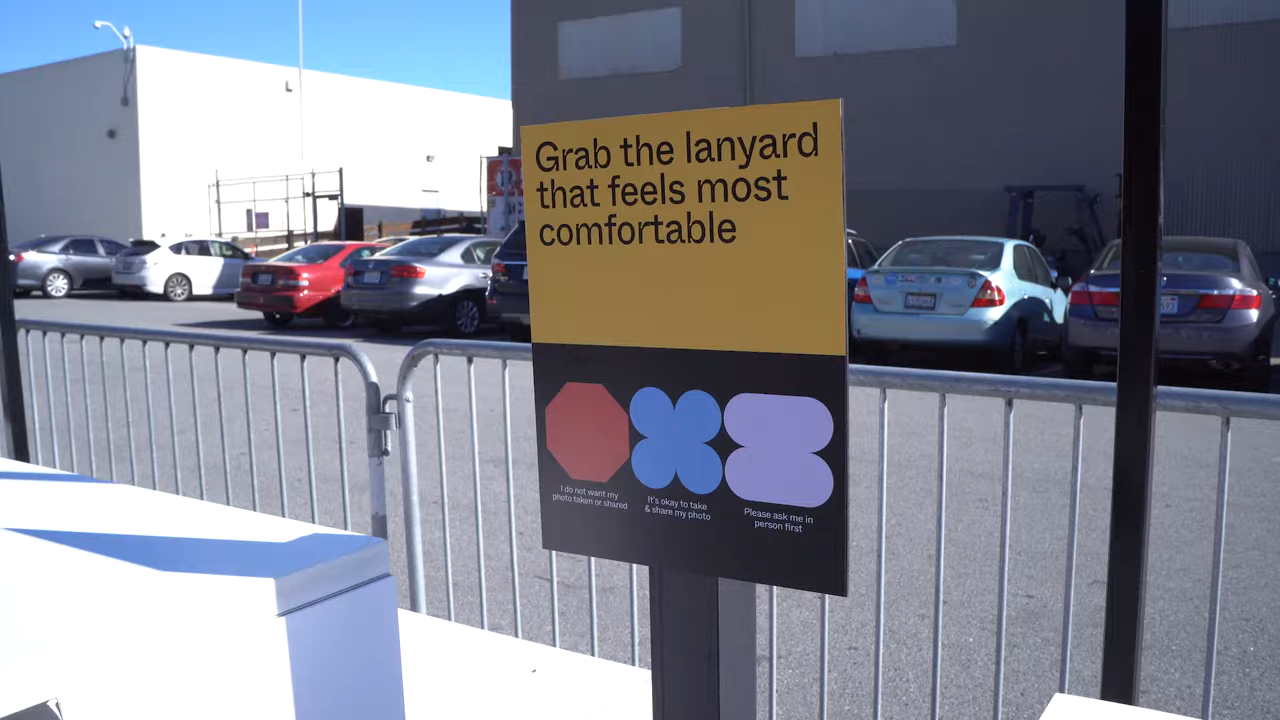 Grab the lanyard
that feels most
comfortable
I do not want my
photo taken or shared
It's okay to take
& share my photo
Please ask me in
person first